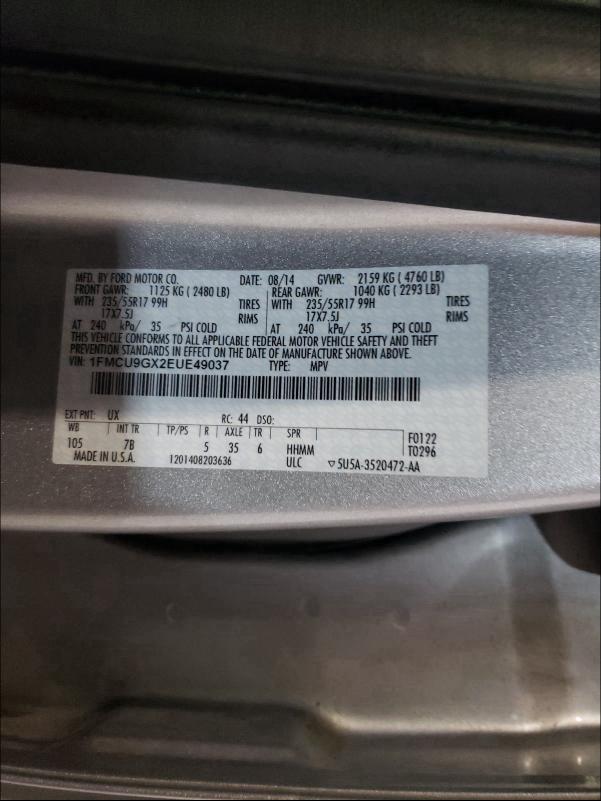 MFD. BY FORD MOTOR CO. DATE: 08/14 GVWR: 2159 KG ( 4760 LB)
FRONT GAWR: 1125 KG ( 2480 LB) REAR GAWR: 1040 KG ( 2293 LB)
WITH 235/55R17 99H TIRES WITH 235/55R17 99H TIRES
17X7.5J RIMS 17X7.5J RIMS
AT 240 kPa/ 35 PSI COLD AT 240 kPa/ 35 PSI COLD
THIS VEHICLE CONFORMS TO ALL APPLICABLE FEDERAL MOTOR VEHICLE SAFETY AND THEFT
PREVENTION STANDARDS IN EFFECT ON THE DATE OF MANUFACTURE SHOWN ABOVE.
VIN: 1FMCU9GX2EUE49037 TYPE: MPV
EXT PNT: UX RC: 44 DSO:
WB INT TR TP/PS R AXLE TR SPR F0122
105 7B 5 35 6 HHMM T0296
MADE IN U.S.A. 1201408203636 ULC ▽5U5A-3520472-AA